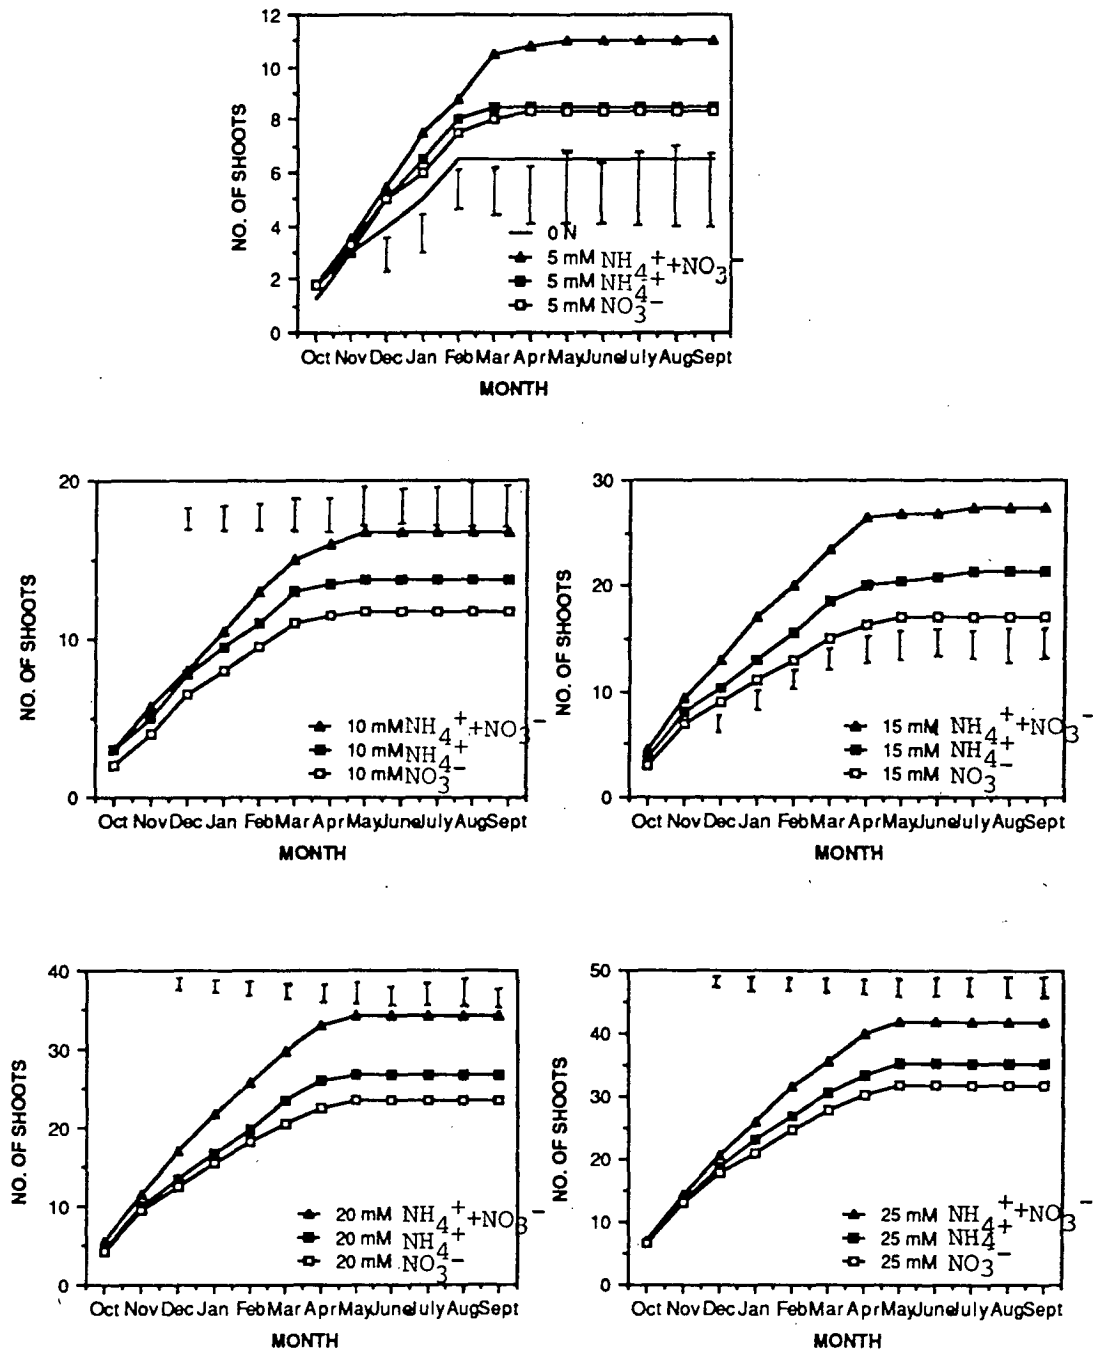 12
10
8
6
4
2
0
NO. OF SHOOTS
0 N
5 mM NH4+ +NO3-
5 mM NH4+
5 mM NO3-
Oct Nov Dec Jan Feb Mar Apr May June July Aug Sept
MONTH
20
10
0
NO. OF SHOOTS
10 mM NH4+ +NO3-
10 mM NH4+
10 mM NO3-
Oct Nov Dec Jan Feb Mar Apr May June July Aug Sept
MONTH
30
20
10
0
NO. OF SHOOTS
15 mM NH4+ +NO3-
15 mM NH4+
15 mM NO3-
Oct Nov Dec Jan Feb Mar Apr May June July Aug Sept
MONTH
40
30
20
10
0
NO. OF SHOOTS
20 mM NH4+ +NO3-
20 mM NH4+
20 mM NO3-
Oct Nov Dec Jan Feb Mar Apr May June July Aug Sept
MONTH
50
40
30
20
10
0
NO. OF SHOOTS
25 mM NH4+ +NO3-
25 mM NH4+
25 mM NO3-
Oct Nov Dec Jan Feb Mar Apr May June July Aug Sept
MONTH